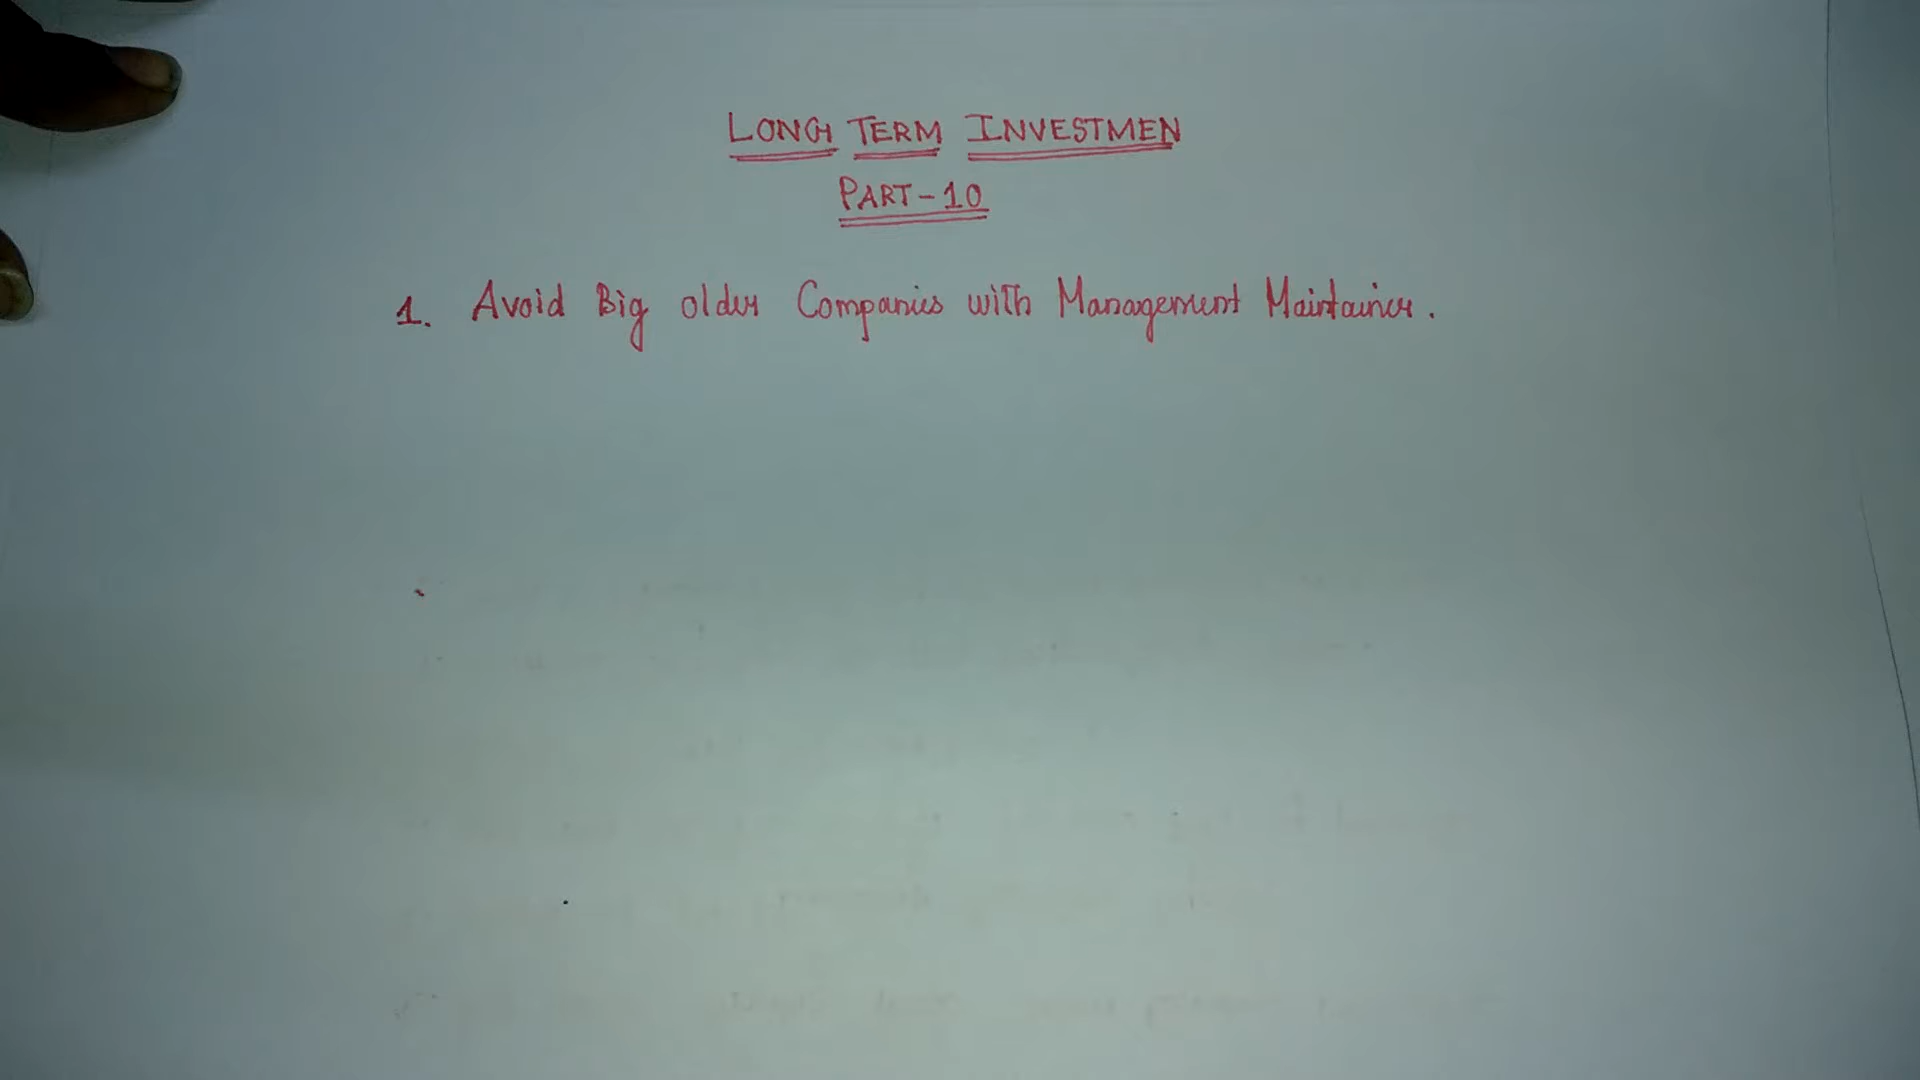 LONG TERM INVESTMEN
PART-10
1. Avoid Big older Companies with Management Maintainer.